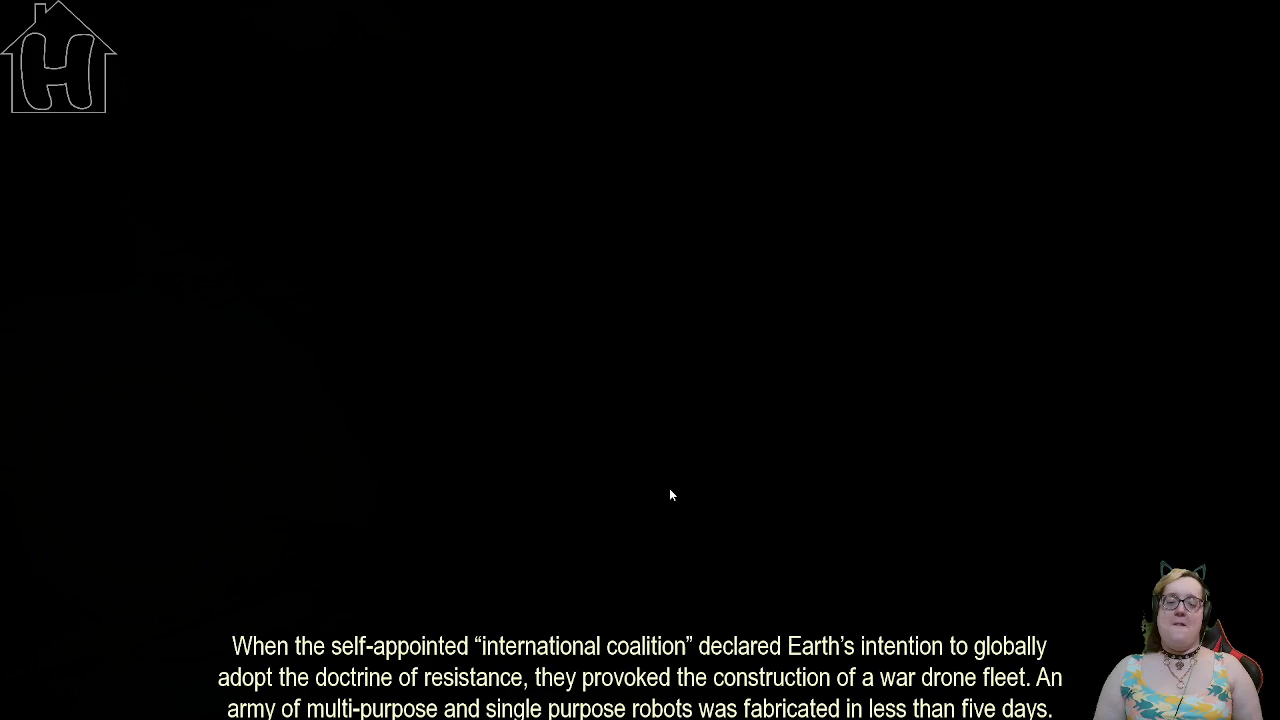 H
When the self-appointed “international coalition” declared Earth’s intention to globally
adopt the doctrine of resistance, they provoked the construction of a war drone fleet. An
army of multi-purpose and single purpose robots was fabricated in less than five days.